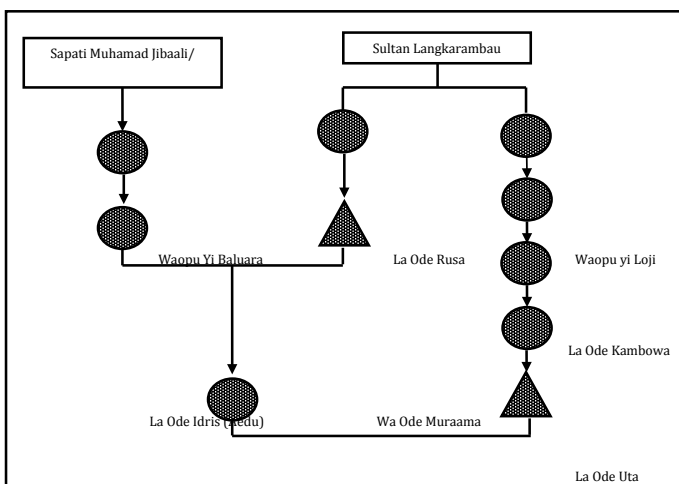 Sapati Muhamad Jibaali/
Sultan Langkarambau
Waopu Yi Baluara
La Ode Rusa
Waopu yi Loji
La Ode Kambowa
La Ode Idris (Aedu)
Wa Ode Muraama
La Ode Uta